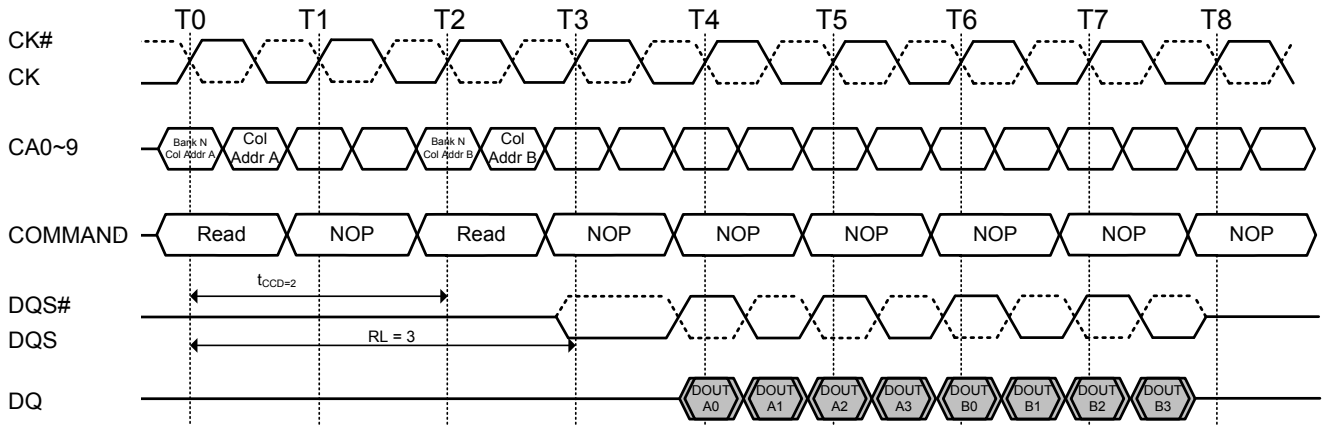 T0 T1 T2 T3 T4 T5 T6 T7 T8
CK#
CK
CA0~9
Bank N
Col Addr A
Col
Addr A
Bank N
Col Addr B
Col
Addr B
COMMAND
Read
NOP
Read
NOP
NOP
NOP
NOP
NOP
NOP
tCCD=2
DQS#
DQS
RL = 3
DQ
DOUT
A0
DOUT
A1
DOUT
A2
DOUT
A3
DOUT
B0
DOUT
B1
DOUT
B2
DOUT
B3